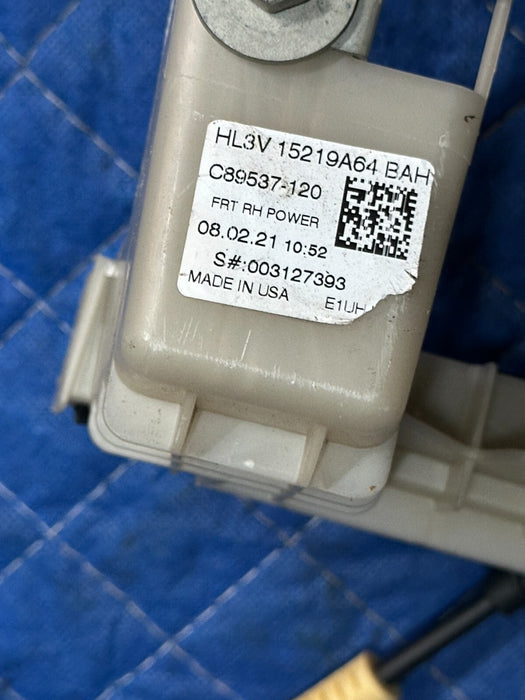 HL3V 15219A64 BAH
C89537-120
FRT RH POWER
08.02.21 10:52
S#:003127393
MADE IN USA E1UH